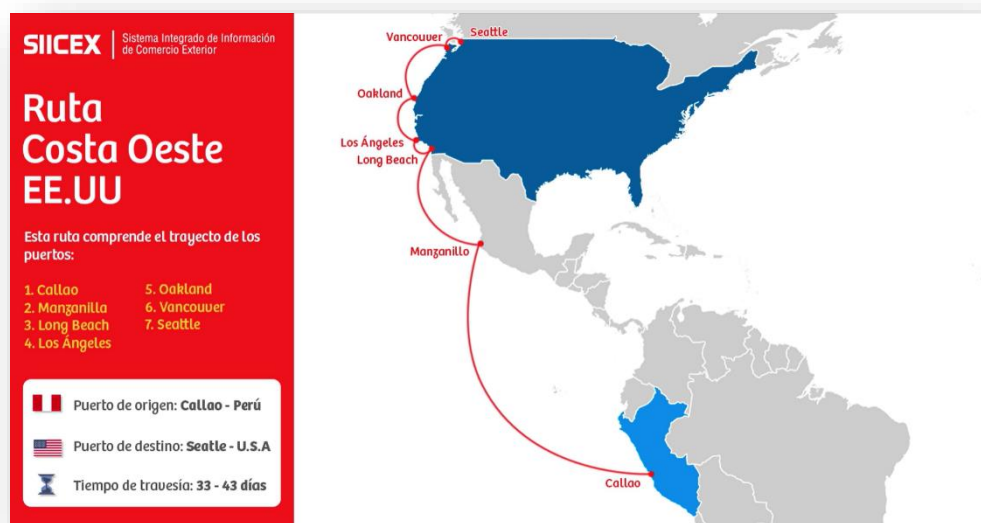 SIICEX
Sistema Integrado de Información
de Comercio Exterior
Ruta
Costa Oeste
EE.UU
Esta ruta comprende el trayecto de los
puertos:
1. Callao
2. Manzanilla
3. Long Beach
4. Los Ángeles
5. Oakland
6. Vancouver
7. Seattle
Puerto de origen: Callao - Perú
Puerto de destino: Seatle - U.S.A
Tiempo de travesía: 33 - 43 días
Vancouver
Seattle
Oakland
Los Ángeles
Long Beach
Manzanillo
Callao